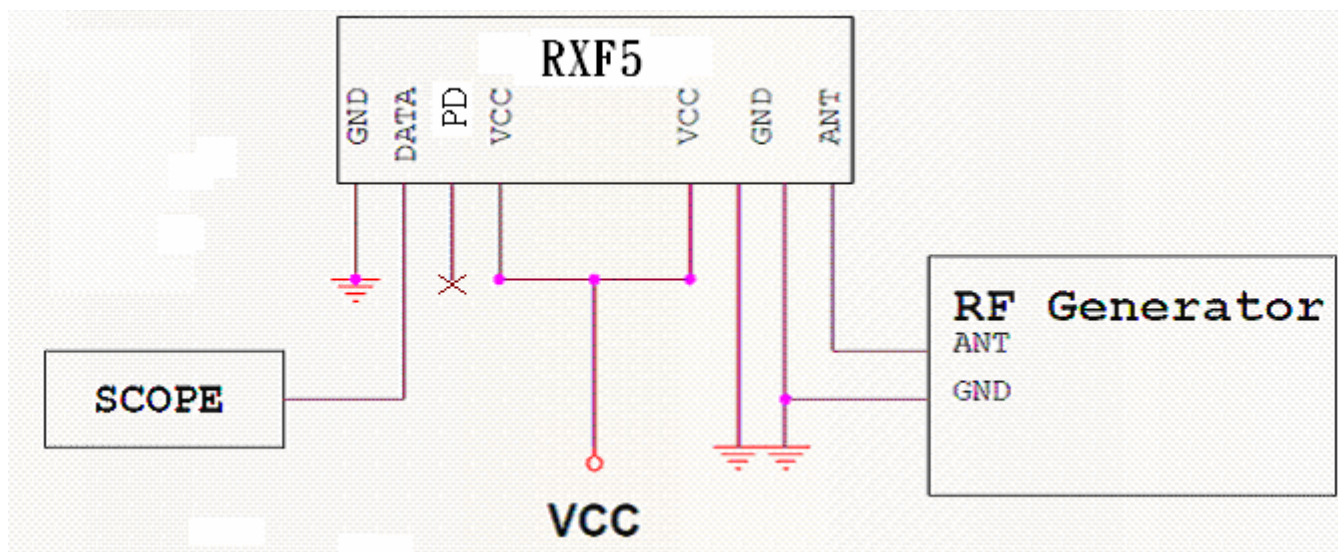 RXF5
GND
DATA
PD
VCC
VCC
GND
ANT
RF Generator
ANT
GND
SCOPE
VCC